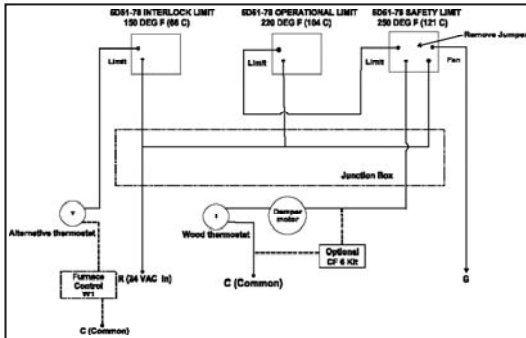 5D51-78 INTERLOCK LIMIT
150 DEG F (66 C)
5D51-78 OPERATIONAL LIMIT
220 DEG F (104 C)
5D51-78 SAFETY LIMIT
250 DEG F (121 C)
Remove Jumper
Limit
Limit
Limit
Fan
Junction Box
Alternative thermostat
Wood thermostat
Damper
motor
Optional
CF 6 Kit
Furnace
Control
W1
R (24 VAC in)
C (Common)
G
C (Common)